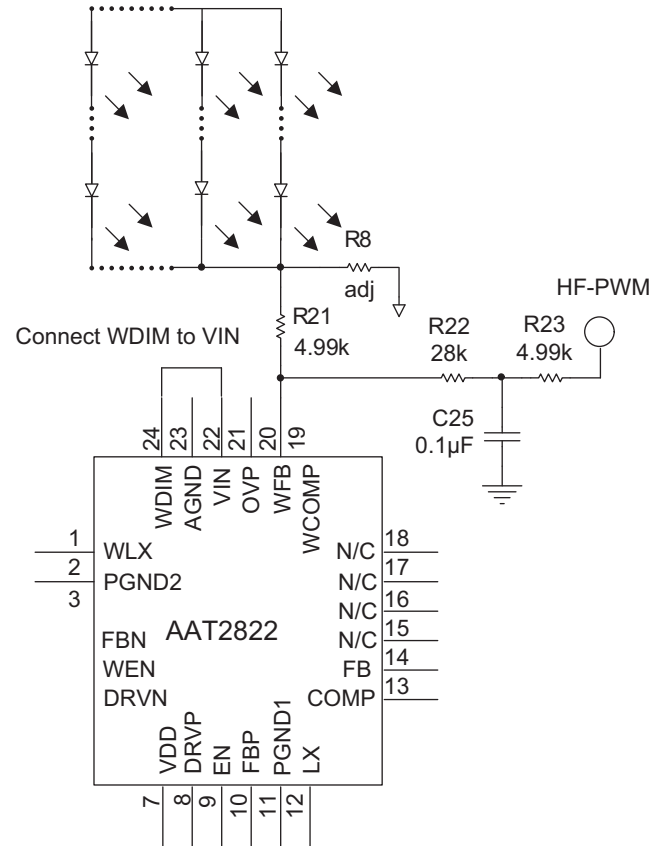 R8
adj
HF-PWM
R21
4.99k
R22
28k
R23
4.99k
Connect WDIM to VIN
C25
0.1µF
24
23
22
21
20
19
WDIM
AGND
VIN
OVP
WFB
WCOMP
1
WLX
2
PGND2
3
FBN
WEN
DRVN
AAT2822
N/C
18
N/C
17
N/C
16
N/C
15
FB
14
COMP
13
VDD
DRVP
EN
FBP
PGND1
LX
7
8
9
10
11
12